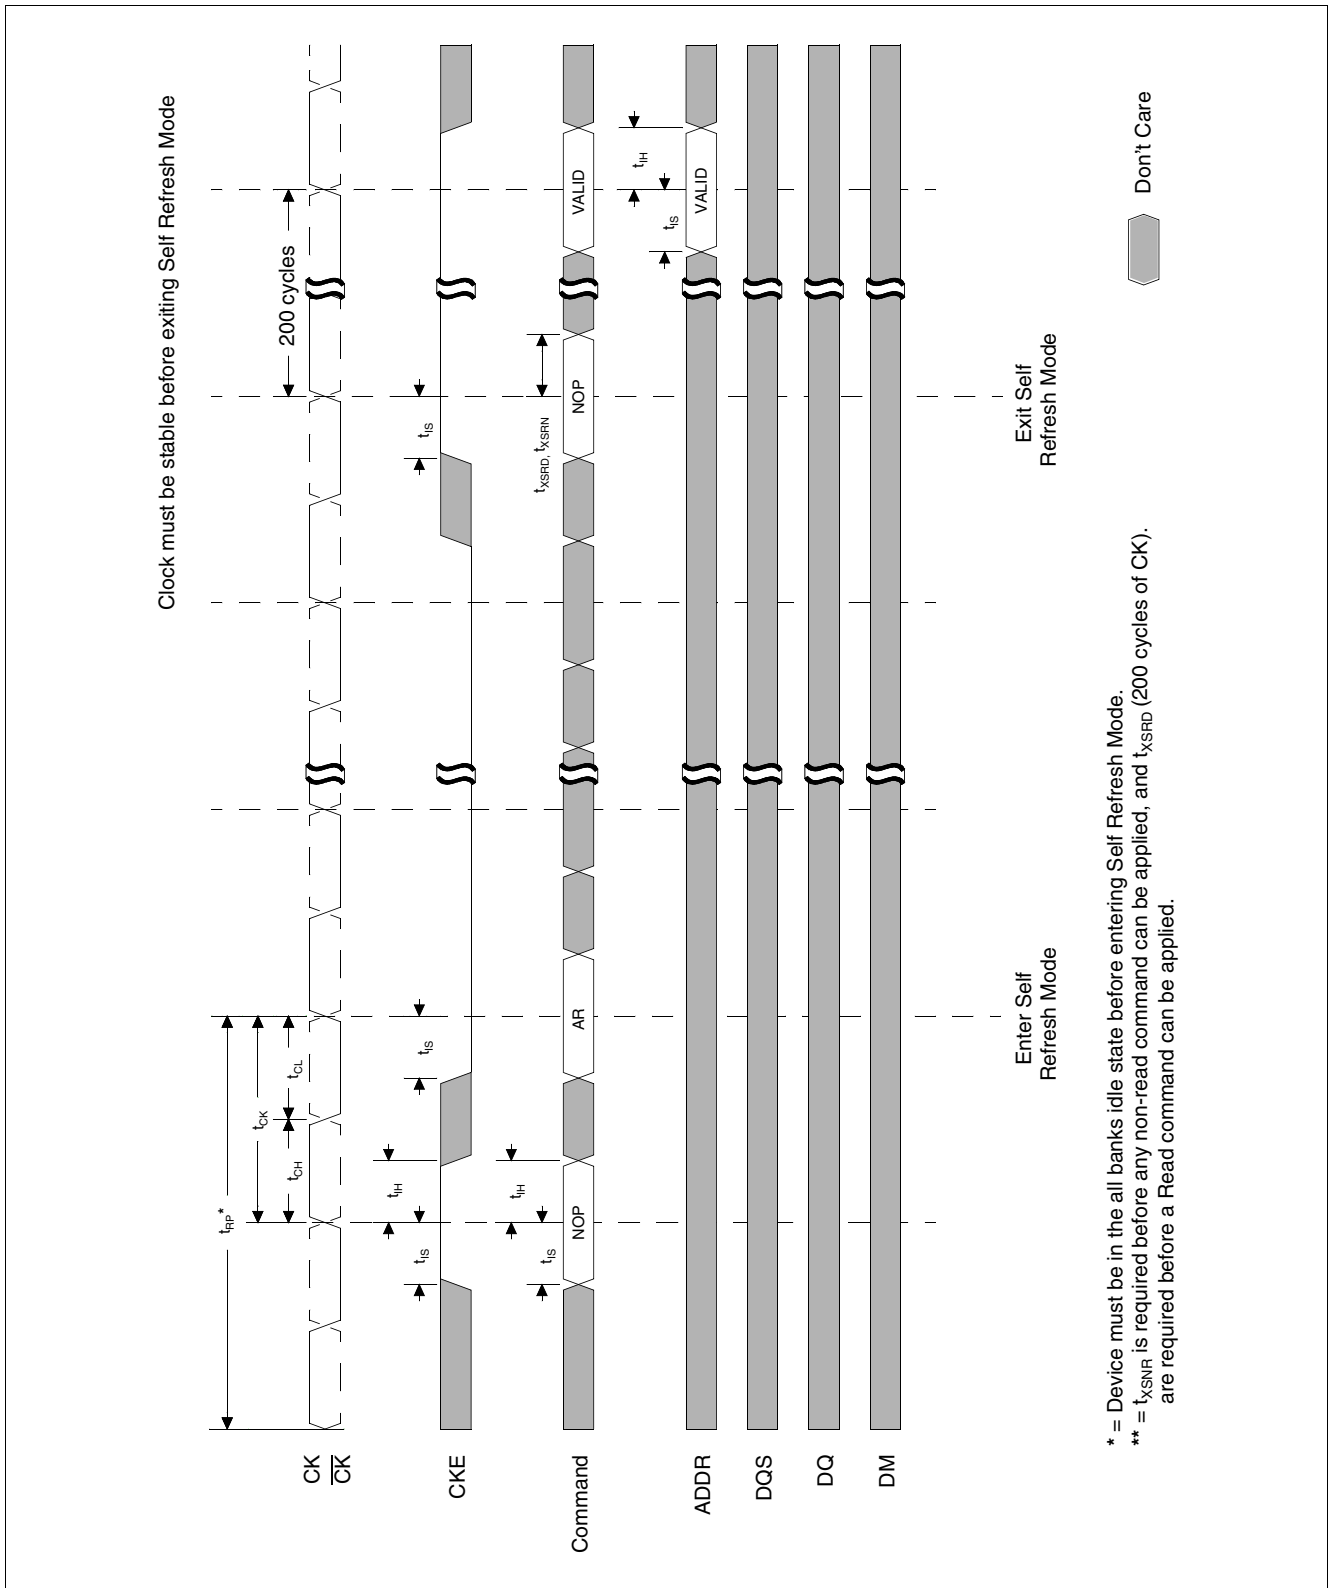 Clock must be stable before exiting Self Refresh Mode
tRP*
tCK
tCH
tCL
200 cycles
CK
CK
tIS
tIH
tIS
tIS
CKE
tIS
tIH
tXSRD, tXSRN
Command
NOP
AR
NOP
VALID
tIS
tIH
ADDR
VALID
DQS
DQ
DM
Enter Self
Refresh Mode
Exit Self
Refresh Mode
* = Device must be in the all banks idle state before entering Self Refresh Mode.
** = tXSNR is required before any non-read command can be applied, and tXSRD (200 cycles of CK).
are required before a Read command can be applied.
Don't Care